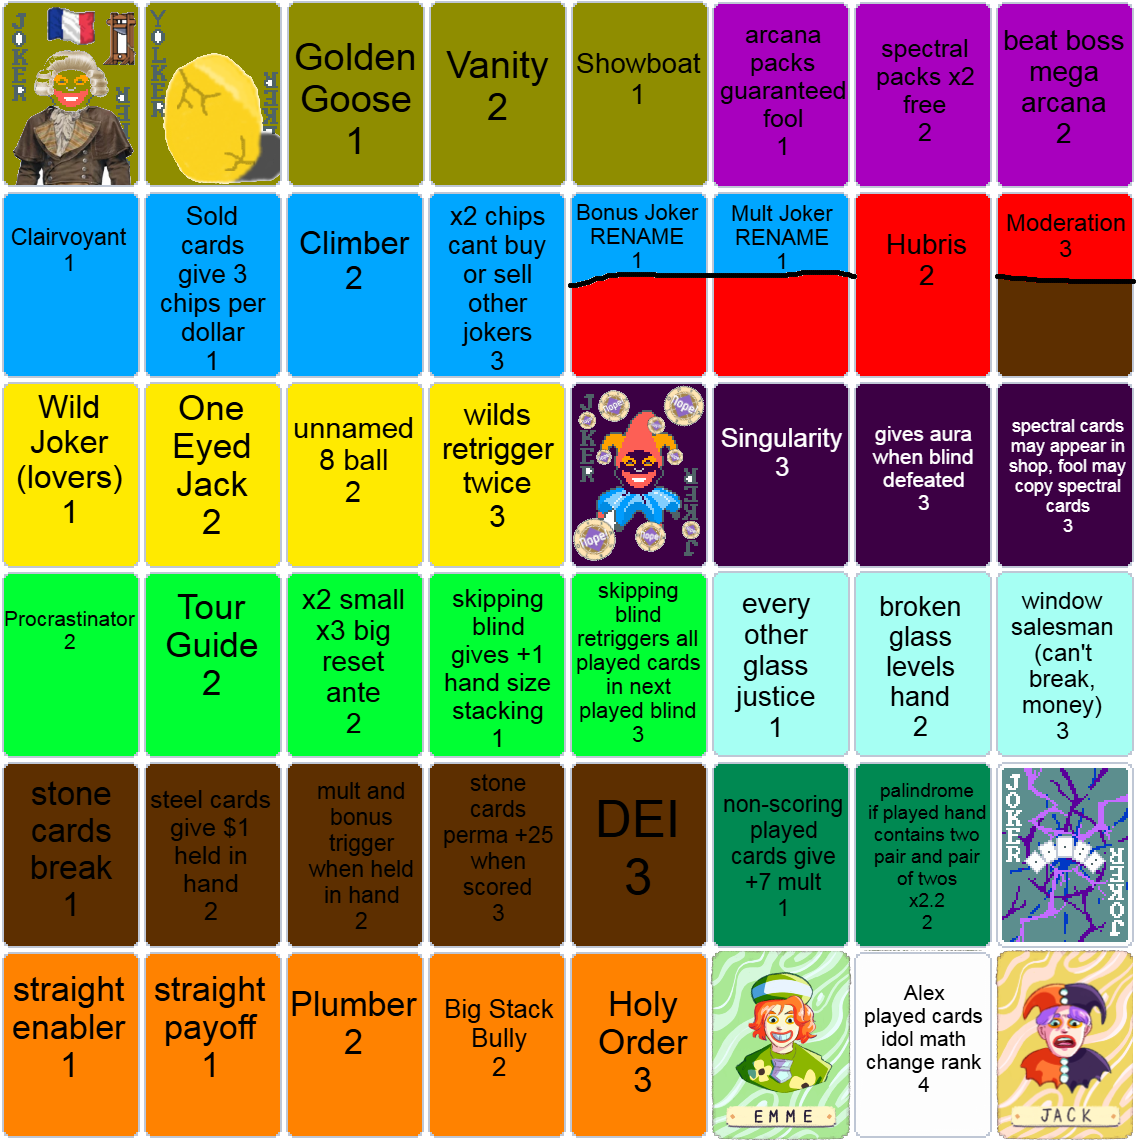 JOKER
JOKER
YOLKER
JOKER
Golden
Goose
1
Vanity
2
Showboat
1
arcana
packs
guaranteed
fool
1
spectral
packs x2
free
2
beat boss
mega
arcana
2
Clairvoyant
1
Sold
cards
give 3
chips per
dollar
1
Climber
2
x2 chips
cant buy
or sell
other
jokers
3
Bonus Joker
RENAME
1
Mult Joker
RENAME
1
Hubris
2
Moderation
3
Wild
Joker
(lovers)
1
One
Eyed
Jack
2
unnamed
8 ball
2
wilds
retrigger
twice
3
JOKER
nope!
nope!
nope!
nope!
JOKER
Singularity
3
gives aura
when blind
defeated
3
spectral cards
may appear in
shop, fool may
copy spectral
cards
3
Procrastinator
2
Tour
Guide
2
x2 small
x3 big
reset
ante
2
skipping
blind
gives +1
hand size
stacking
1
skipping
blind
retriggers all
played cards
in next
played blind
3
every
other
glass
justice
1
broken
glass
levels
hand
2
window
salesman
(can't
break,
money)
3
stone
cards
break
1
steel cards
give $1
held in
hand
2
mult and
bonus
trigger
when held
in hand
2
stone
cards
perma +25
when
scored
3
DEI
3
non-scoring
played
cards give
+7 mult
1
palindrome
if played hand
contains two
pair and pair
of twos
x2.2
2
JOKER
JOKER
straight
enabler
1
straight
payoff
1
Plumber
2
Big Stack
Bully
2
Holy
Order
3
EMME
Alex
played cards
idol math
change rank
4
JACK